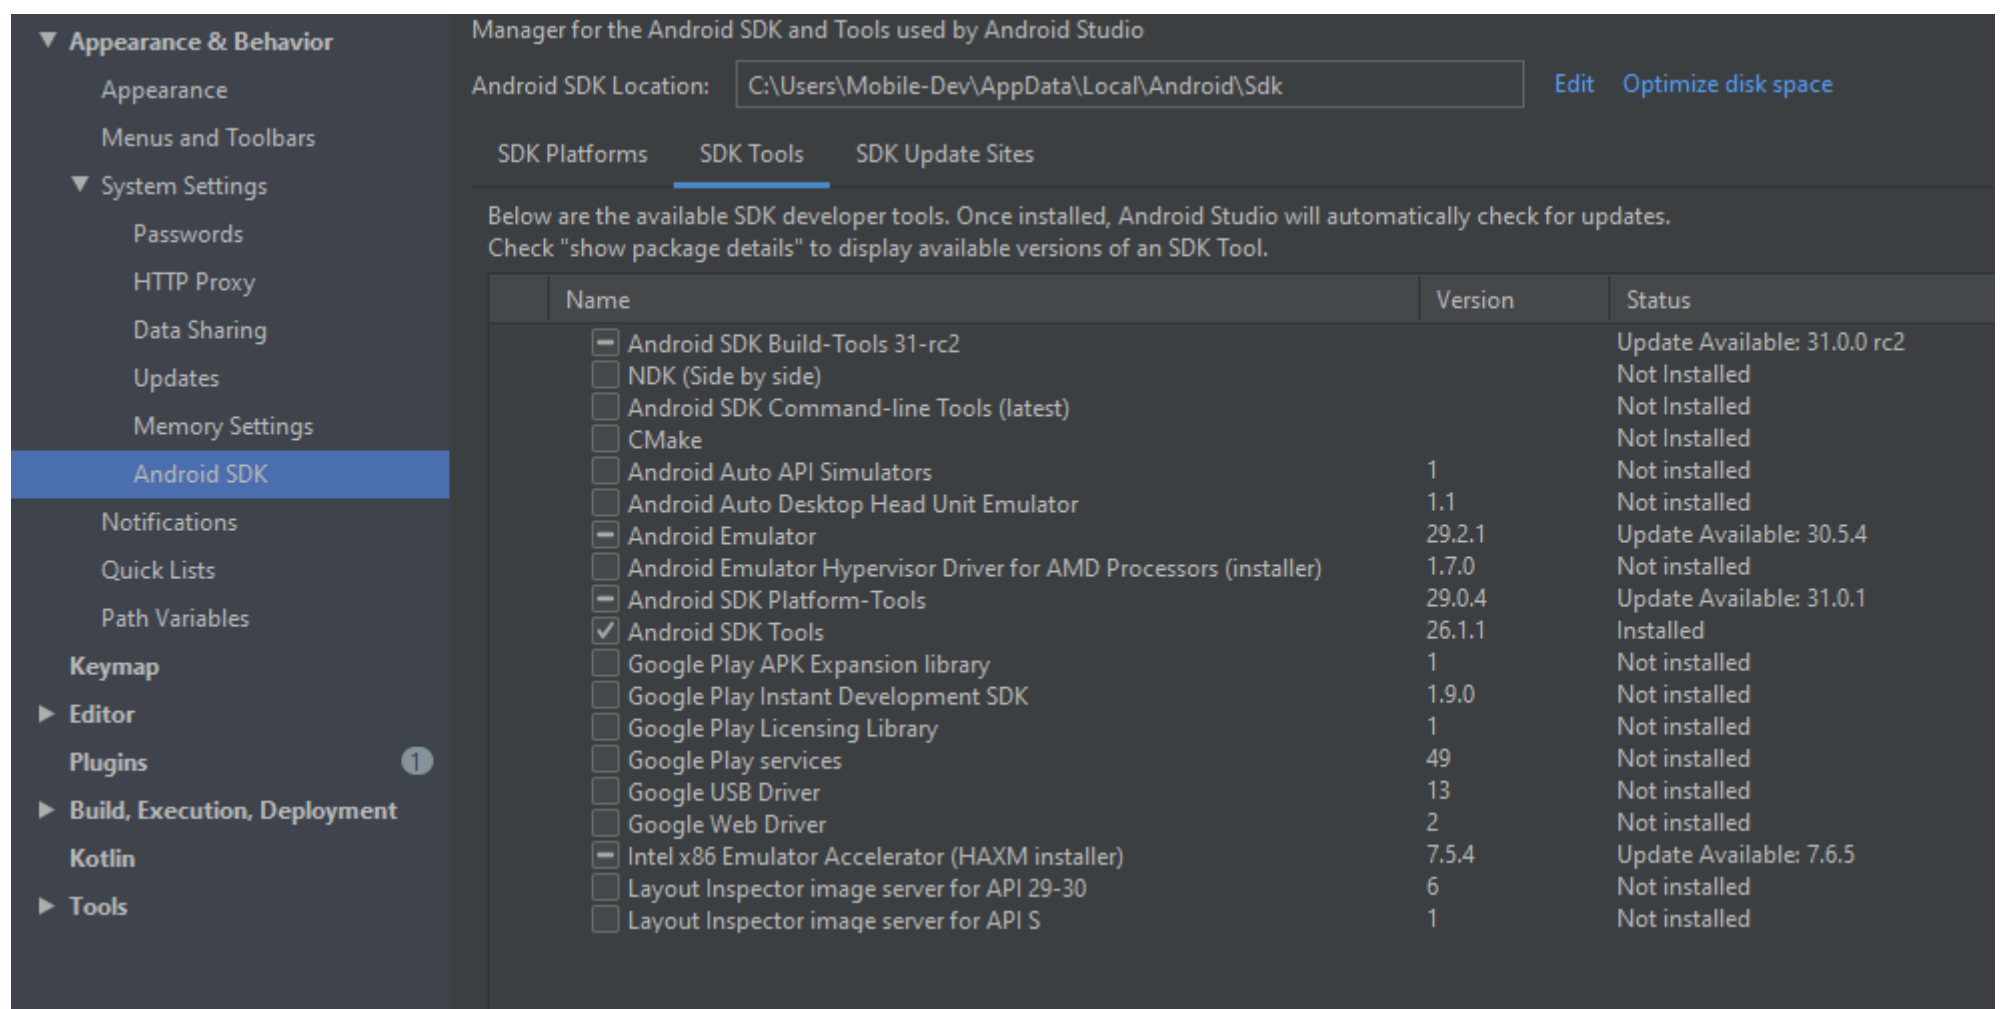 Appearance & Behavior
Appearance
Menus and Toolbars
System Settings
Passwords
HTTP Proxy
Data Sharing
Updates
Memory Settings
Android SDK
Notifications
Quick Lists
Path Variables
Keymap
Editor
Plugins 1
Build, Execution, Deployment
Kotlin
Tools
Manager for the Android SDK and Tools used by Android Studio
Android SDK Location: C:\Users\Mobile-Dev\AppData\Local\Android\Sdk Edit Optimize disk space
SDK Platforms SDK Tools SDK Update Sites
Below are the available SDK developer tools. Once installed, Android Studio will automatically check for updates.
Check "show package details" to display available versions of an SDK Tool.
Name Version Status
Android SDK Build-Tools 31-rc2 Update Available: 31.0.0 rc2
NDK (Side by side) Not Installed
Android SDK Command-line Tools (latest) Not Installed
CMake Not Installed
Android Auto API Simulators 1 Not installed
Android Auto Desktop Head Unit Emulator 1.1 Not installed
Android Emulator 29.2.1 Update Available: 30.5.4
Android Emulator Hypervisor Driver for AMD Processors (installer) 1.7.0 Not installed
Android SDK Platform-Tools 29.0.4 Update Available: 31.0.1
Android SDK Tools 26.1.1 Installed
Google Play APK Expansion library 1 Not installed
Google Play Instant Development SDK 1.9.0 Not installed
Google Play Licensing Library 1 Not installed
Google Play services 49 Not installed
Google USB Driver 13 Not installed
Google Web Driver 2 Not installed
Intel x86 Emulator Accelerator (HAXM installer) 7.5.4 Update Available: 7.6.5
Layout Inspector image server for API 29-30 6 Not installed
Layout Inspector image server for API S 1 Not installed